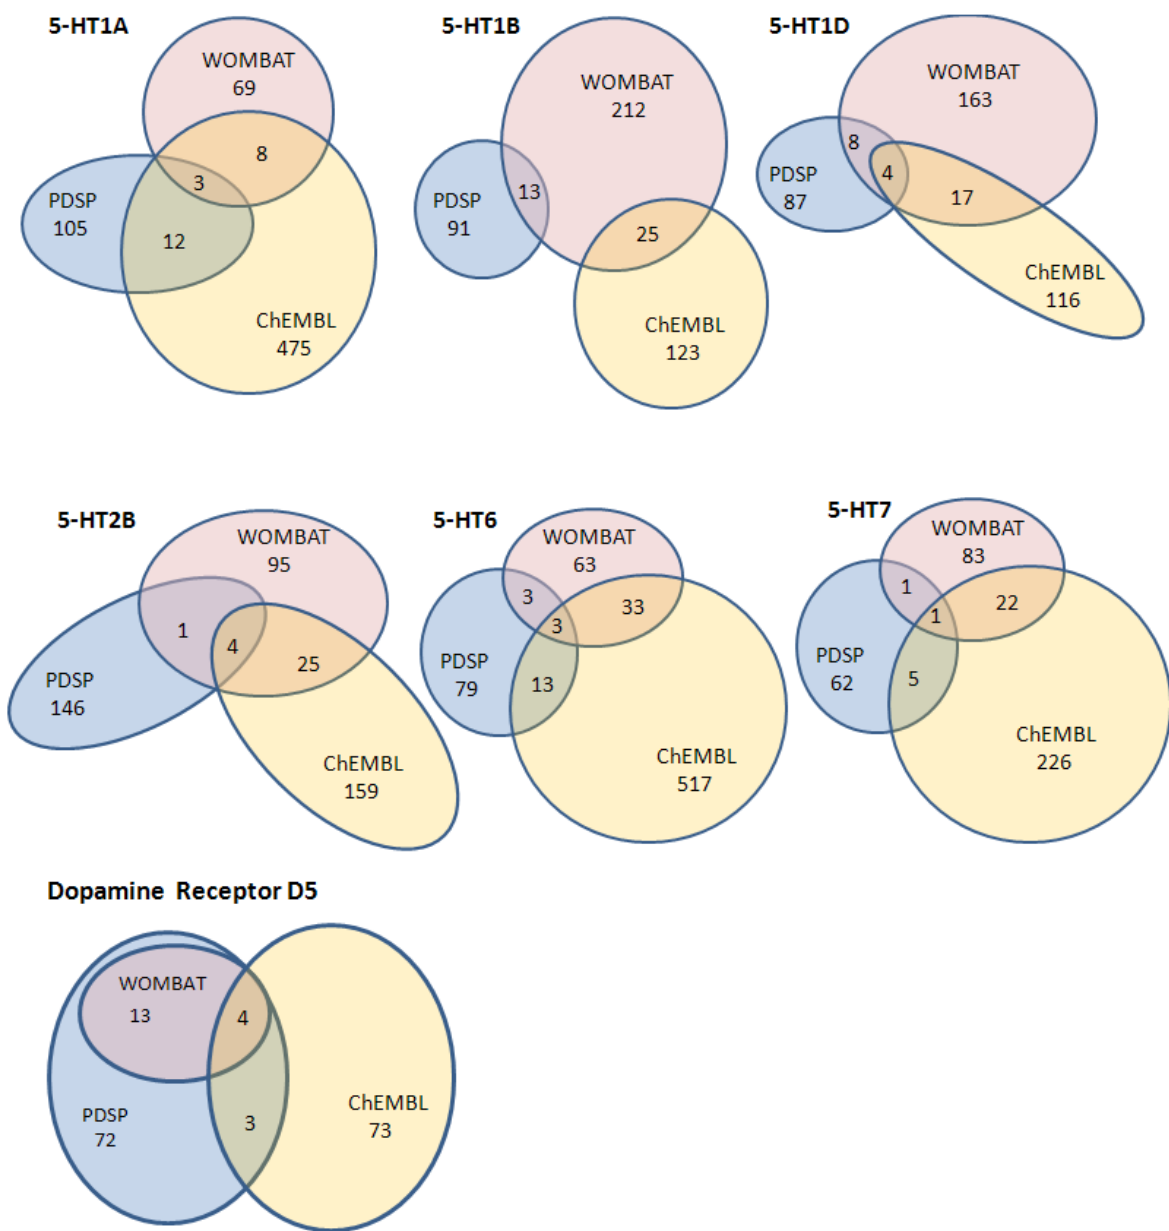 5-HT1A
WOMBAT
69
8
3
PDSP
105
12
ChEMBL
475
5-HT1B
WOMBAT
212
PDSP
91
13
25
ChEMBL
123
5-HT1D
WOMBAT
163
8
4
PDSP
87
17
ChEMBL
116
5-HT2B
WOMBAT
95
1
4
25
PDSP
146
ChEMBL
159
5-HT6
WOMBAT
63
3
33
3
PDSP
79
13
ChEMBL
517
5-HT7
WOMBAT
83
1
22
1
PDSP
62
5
ChEMBL
226
Dopamine Receptor D5
WOMBAT
13
4
PDSP
72
3
ChEMBL
73